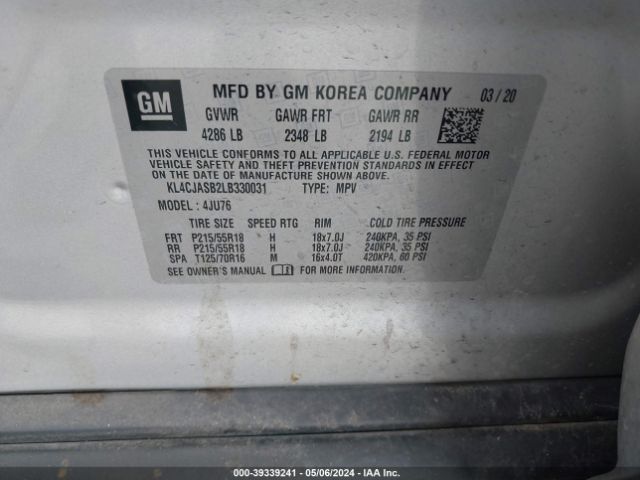 GM
MFD BY GM KOREA COMPANY 03/20
GVWR GAWR FRT GAWR RR
4286 LB 2348 LB 2194 LB
THIS VEHICLE CONFORMS TO ALL APPLICABLE U.S. FEDERAL MOTOR
VEHICLE SAFETY AND THEFT PREVENTION STANDARDS IN EFFECT
ON THE DATE OF MANUFACTURE SHOWN ABOVE.
KL4CJASB2LB330031 TYPE: MPV
MODEL: 4JU76
TIRE SIZE SPEED RTG RIM COLD TIRE PRESSURE
FRT P215/55R18 H 18x7.0J 240KPA, 35 PSI
RR P215/55R18 H 18x7.0J 240KPA, 35 PSI
SPA T125/70R16 M 16x4.0T 420KPA, 60 PSI
SEE OWNER'S MANUAL FOR MORE INFORMATION.
000-39339241 - 05/06/2024 - IAA Auctions